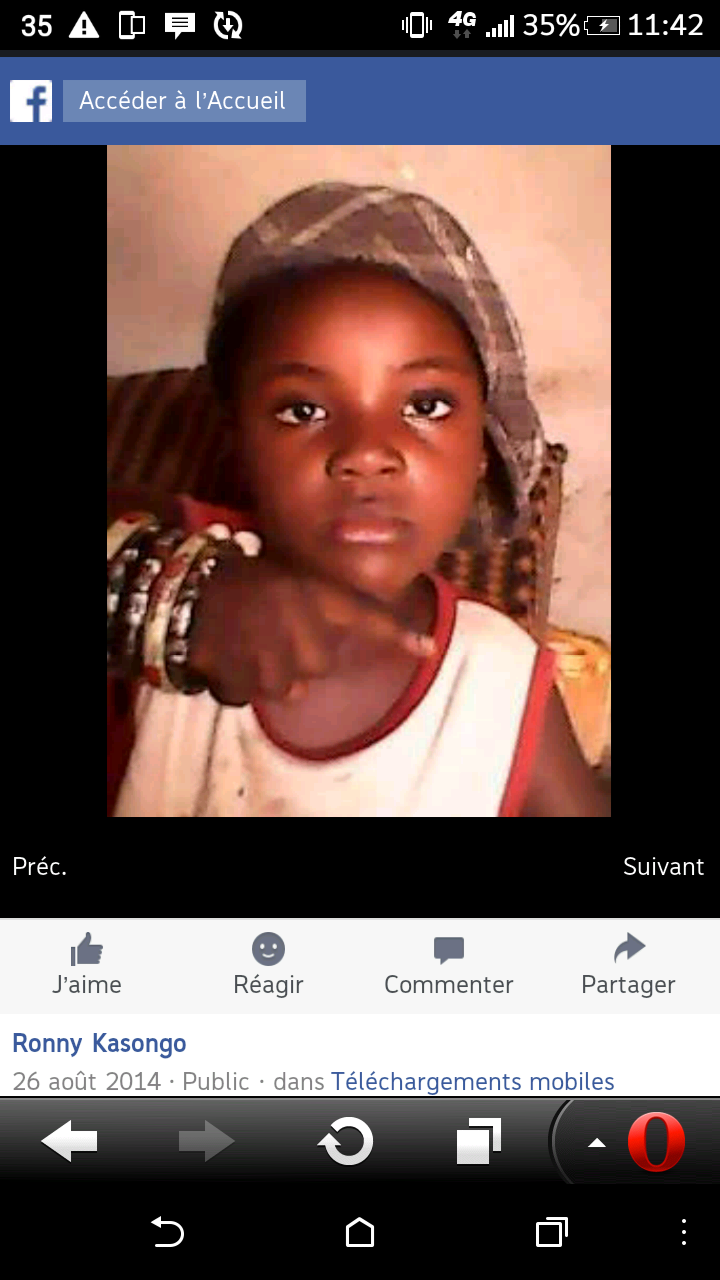 35 4G 35% 11:42
f Accéder à l'Accueil
Préc. Suivant
J'aime Réagir Commenter Partager
Ronny Kasongo
26 août 2014 · Public · dans Téléchargements mobiles